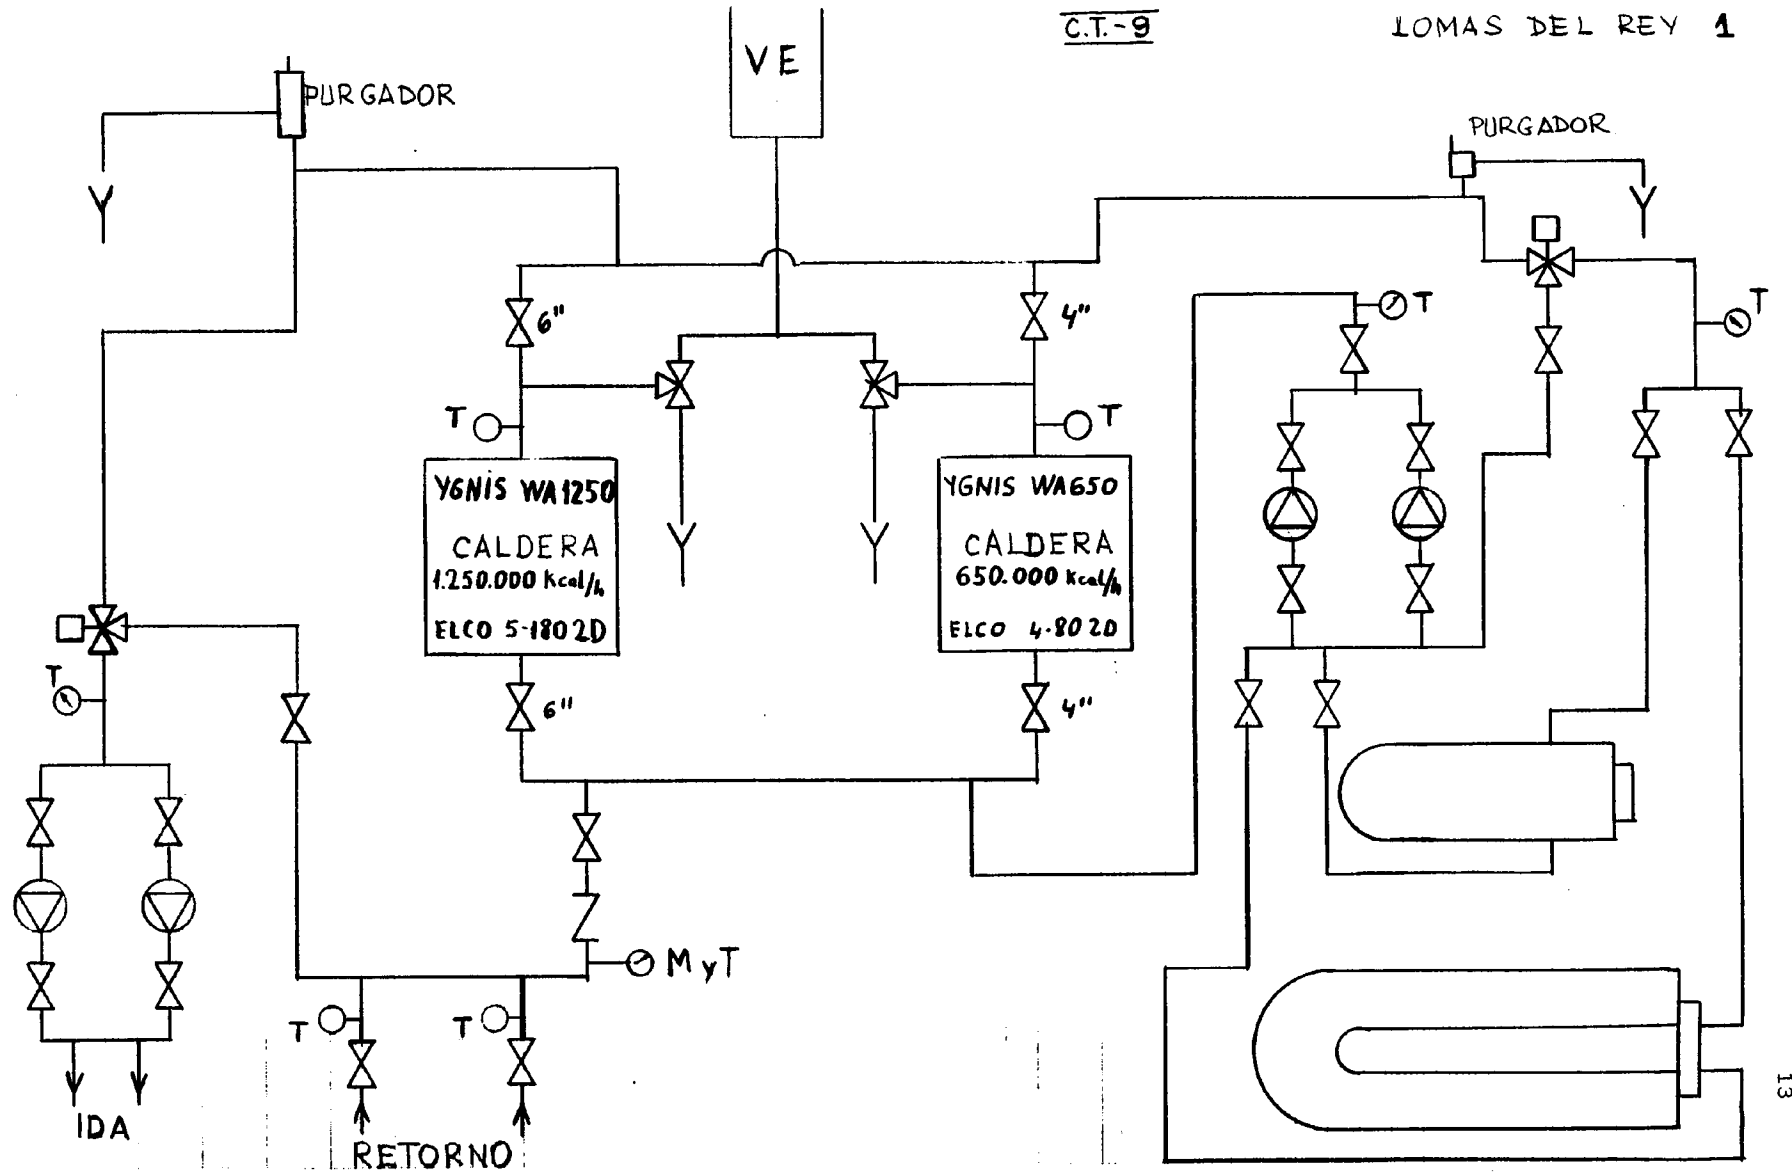 C.T.-9
LOMAS DEL REY 1
VE
PURGADOR
PURGADOR
6"
4"
T
T
T
T
YGNIS WA1250
CALDERA
1.250.000 Kcal/h
ELCO 5-1802D
YGNIS WA650
CALDERA
650.000 Kcal/h
ELCO 4-802D
T
6"
4"
M y T
T
T
IDA
RETORNO
13